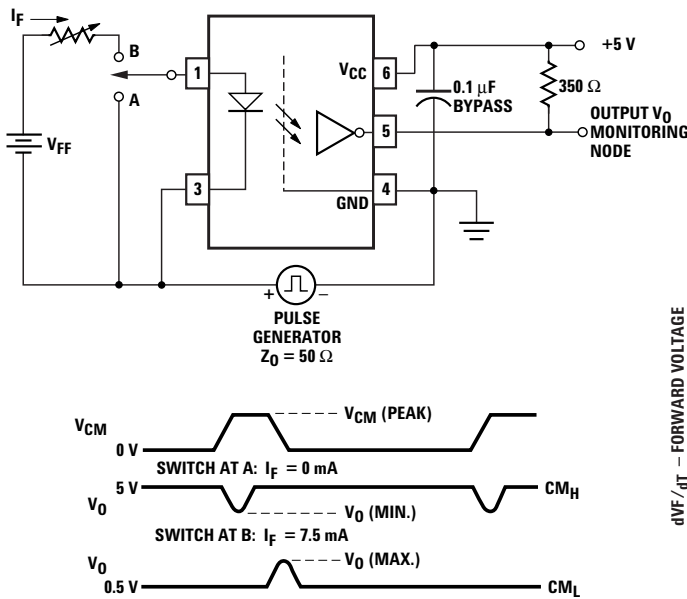 I_F
B
A
V_FF
1
3
V_CC
6
5
GND
4
0.1 μF
BYPASS
+5 V
350 Ω
OUTPUT V_O
MONITORING
NODE
+
–
PULSE
GENERATOR
Z_O = 50 Ω
V_CM
0 V
V_CM (PEAK)
SWITCH AT A: I_F = 0 mA
5 V
V_O
V_O (MIN.)
CM_H
SWITCH AT B: I_F = 7.5 mA
V_O
0.5 V
V_O (MAX.)
CM_L
dVF/dT – FORWARD VOLTAGE